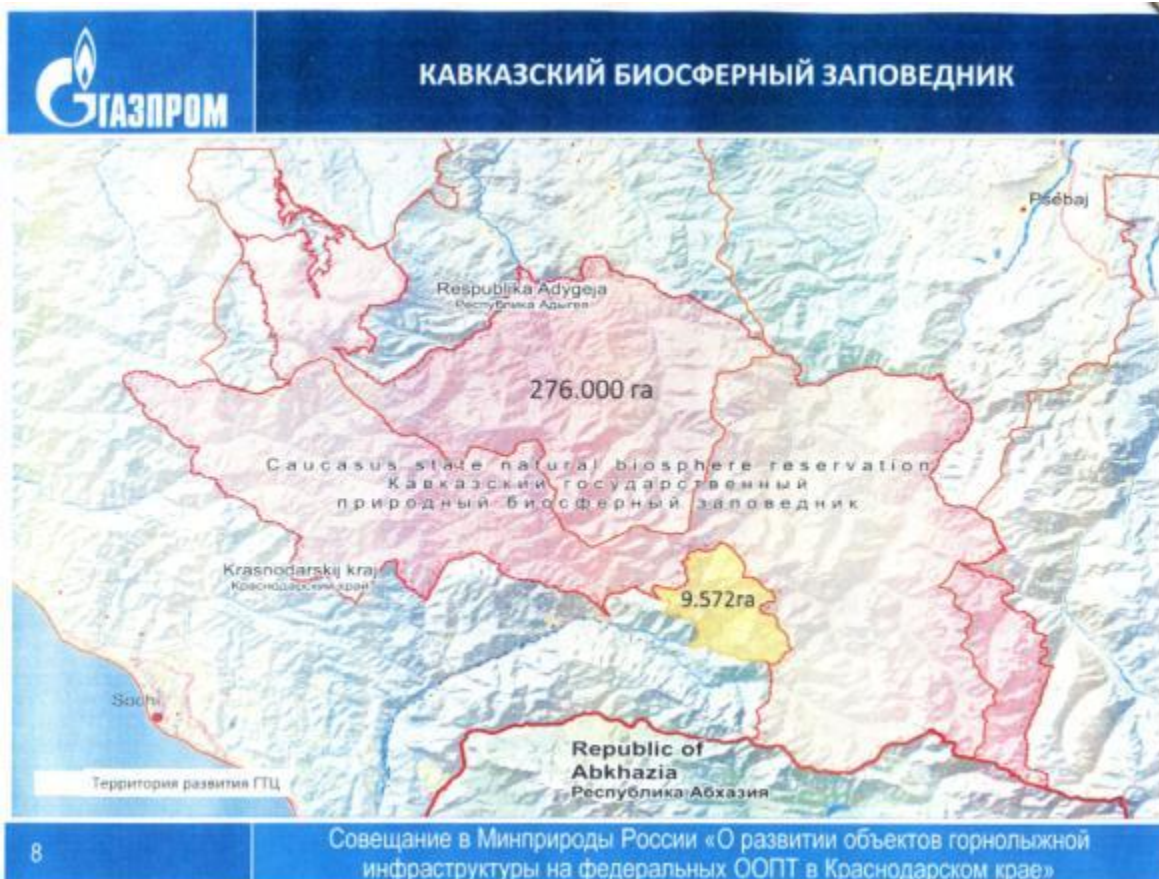 ГАЗПРОМ
КАВКАЗСКИЙ БИОСФЕРНЫЙ ЗАПОВЕДНИК
Psebaj
Respublika Adygeja
Республика Адыгея
276.000 га
Caucasus state natural biosphere reservation
Кавказский государственный
природный биосферный заповедник
Krasnodarskij kraj
Краснодарский край
9.572га
Sochi
Republic of
Abkhazia
Республика Абхазия
Территория развития ГТЦ
8
Совещание в Минприроды России «О развитии объектов горнолыжной
инфраструктуры на федеральных ООПТ в Краснодарском крае»